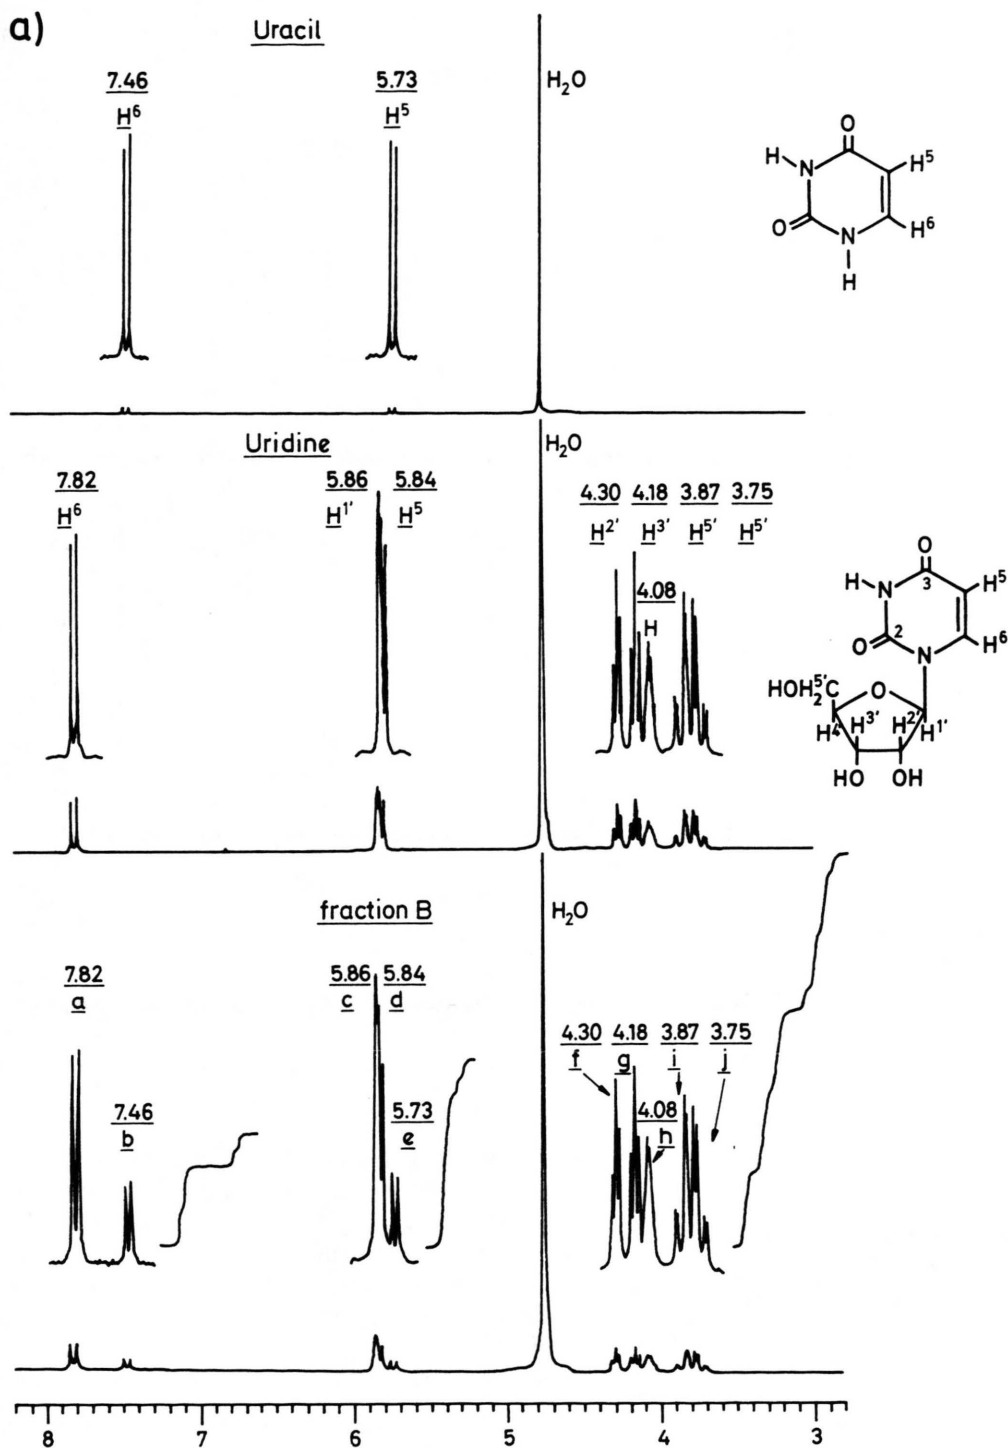 a)
Uracil
7.46
H⁶
5.73
H⁵
H₂O
O
H
N
H⁵
O
N
H⁶
H
Uridine
7.82
H⁶
5.86
H¹'
5.84
H⁵
H₂O
4.30
H²'
4.18
H³'
3.87
H⁵'
3.75
H⁵'
4.08
H
O
3
H
N
H⁵
2
O
N
H⁶
5'
HOH₂C
O
H⁴'
H³'
H²'
H¹'
HO
OH
fraction B
H₂O
7.82
a
7.46
b
5.86
c
5.84
d
5.73
e
4.30
f
4.18
g
3.87
i
3.75
j
4.08
h
8 7 6 5 4 3